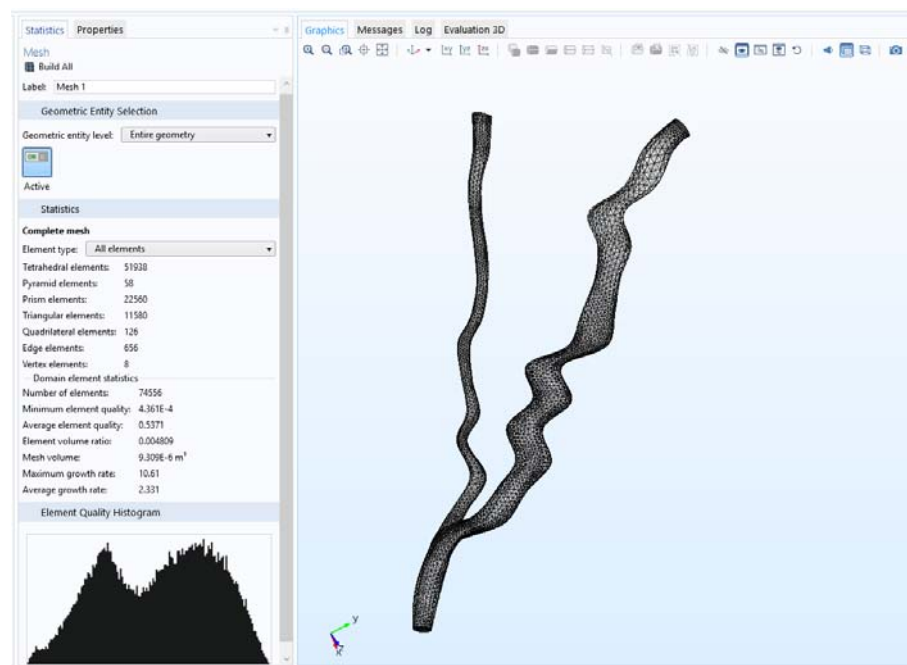 Statistics Properties
Mesh
Build All
Label: Mesh 1
Geometric Entity Selection
Geometric entity level: Entire geometry
Active
Statistics
Complete mesh
Element type: All elements
Tetrahedral elements: 51938
Pyramid elements: 58
Prism elements: 22560
Triangular elements: 11580
Quadrilateral elements: 126
Edge elements: 656
Vertex elements: 8
Domain element statistics
Number of elements: 74556
Minimum element quality: 4.361E-4
Average element quality: 0.5371
Element volume ratio: 0.004809
Mesh volume: 9.309E-6 m³
Maximum growth rate: 10.61
Average growth rate: 2.331
Element Quality Histogram
Graphics Messages Log Evaluation 3D
y